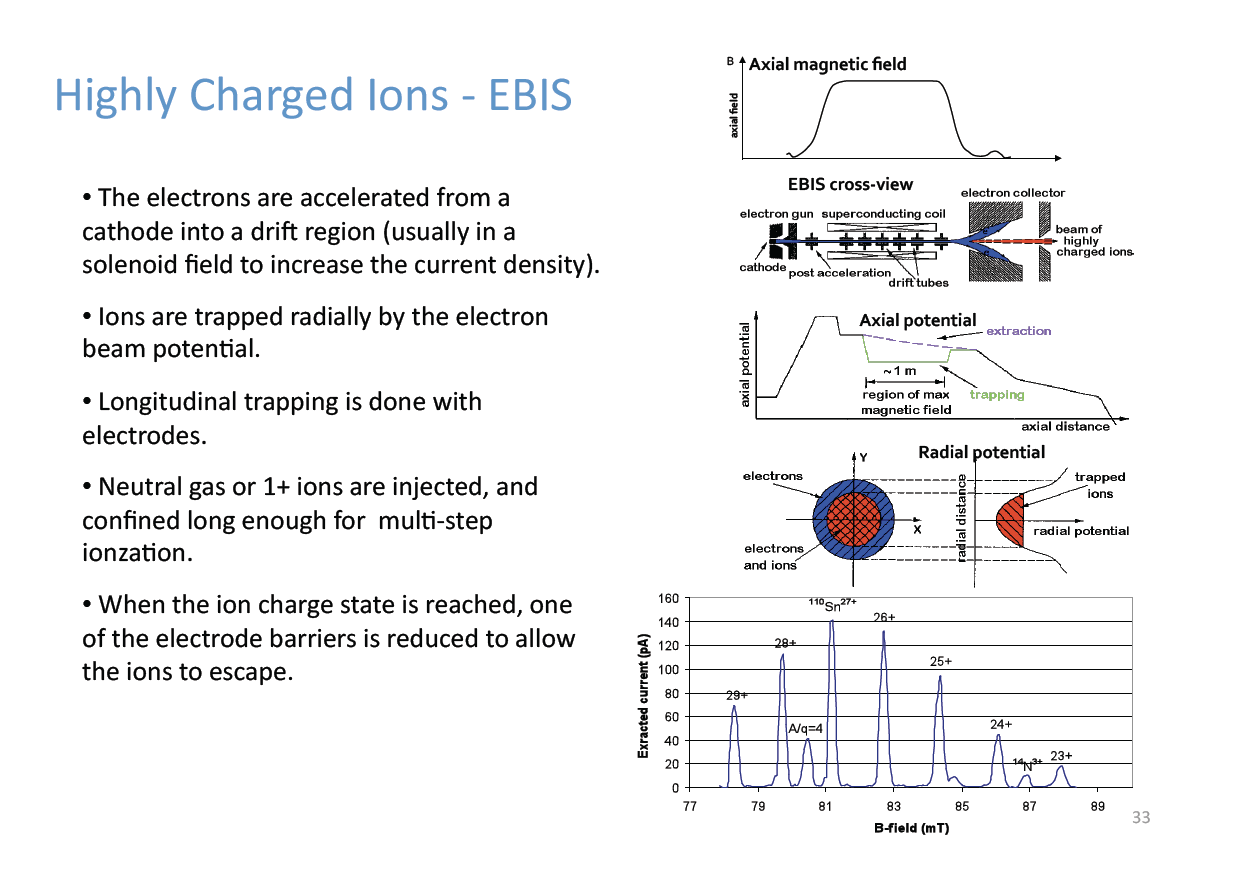 Highly Charged Ions - EBIS
• The electrons are accelerated from a
cathode into a drift region (usually in a
solenoid field to increase the current density).
• Ions are trapped radially by the electron
beam potential.
• Longitudinal trapping is done with
electrodes.
• Neutral gas or 1+ ions are injected, and
confined long enough for  multi-step
ionzation.
• When the ion charge state is reached, one
of the electrode barriers is reduced to allow
the ions to escape.
B
Axial magnetic field
axial field
EBIS cross-view
electron collector
electron gun
superconducting coil
beam of
highly
charged ions
cathode
post acceleration
drift tubes
Axial potential
axial potential
extraction
~ 1 m
region of max
magnetic field
trapping
axial distance
Radial potential
Y
electrons
X
electrons
and ions
radial distance
trapped
ions
radial potential
160
140
120
100
80
60
40
20
0
Exracted current (pA)
29+
28+
A/q=4
110Sn27+
26+
25+
24+
14N3+
23+
77
79
81
83
85
87
89
B-field (mT)
33